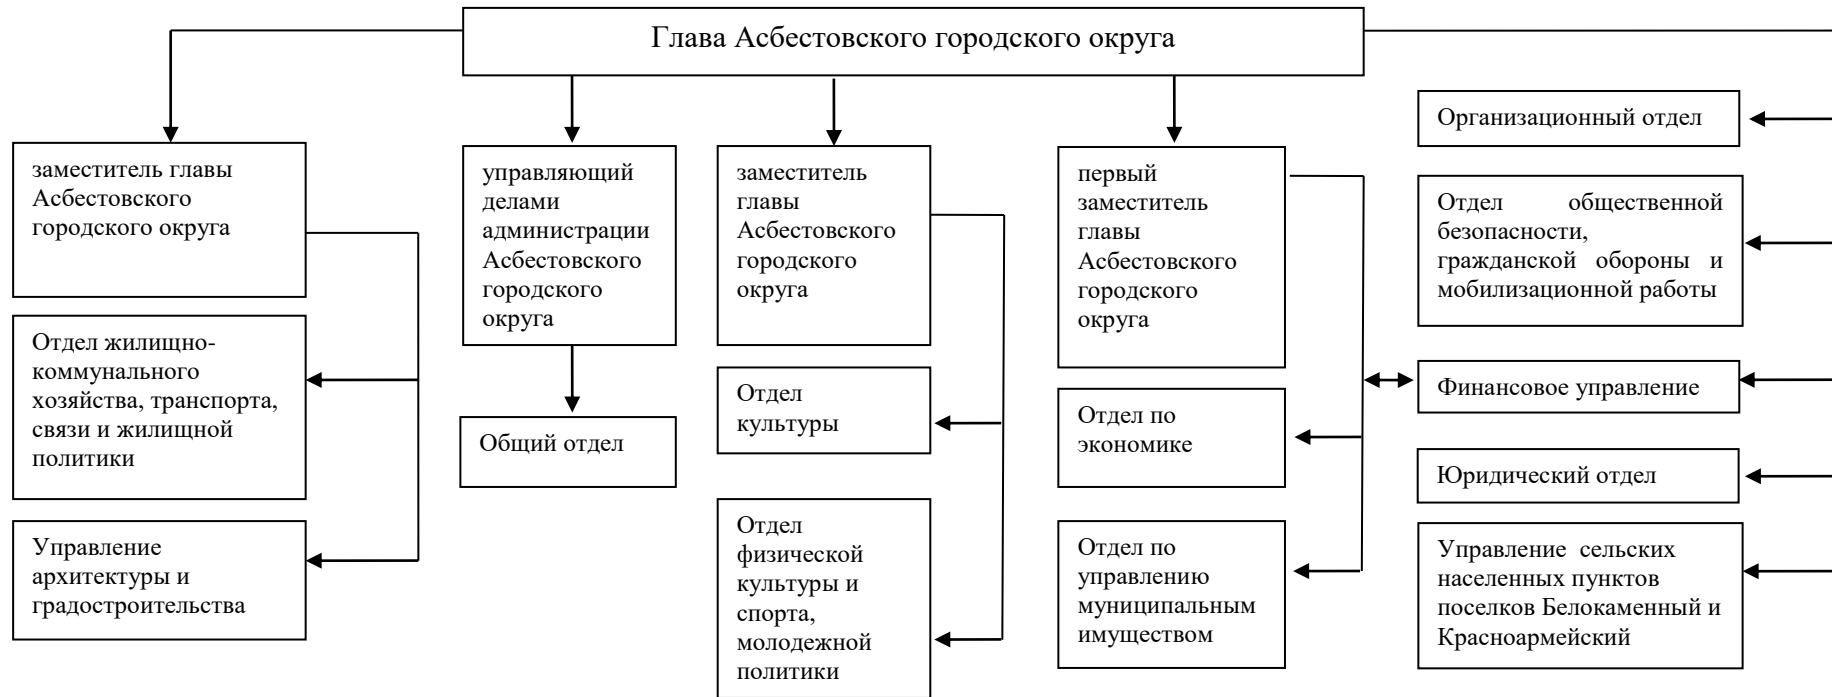 Глава Асбестовского городского округа
заместитель главы
Асбестовского
городского округа
Отдел жилищно-
коммунального
хозяйства, транспорта,
связи и жилищной
политики
Управление
архитектуры и
градостроительства
управляющий
делами
администрации
Асбестовского
городского
округа
Общий отдел
заместитель
главы
Асбестовского
городского
округа
Отдел
культуры
Отдел
физической
культуры и
спорта,
молодежной
политики
первый
заместитель
главы
Асбестовского
городского
округа
Отдел по
экономике
Отдел по
управлению
муниципальным
имуществом
Организационный отдел
Отдел общественной
безопасности,
гражданской обороны и
мобилизационной работы
Финансовое управление
Юридический отдел
Управление сельских
населенных пунктов
поселков Белокаменный и
Красноармейский